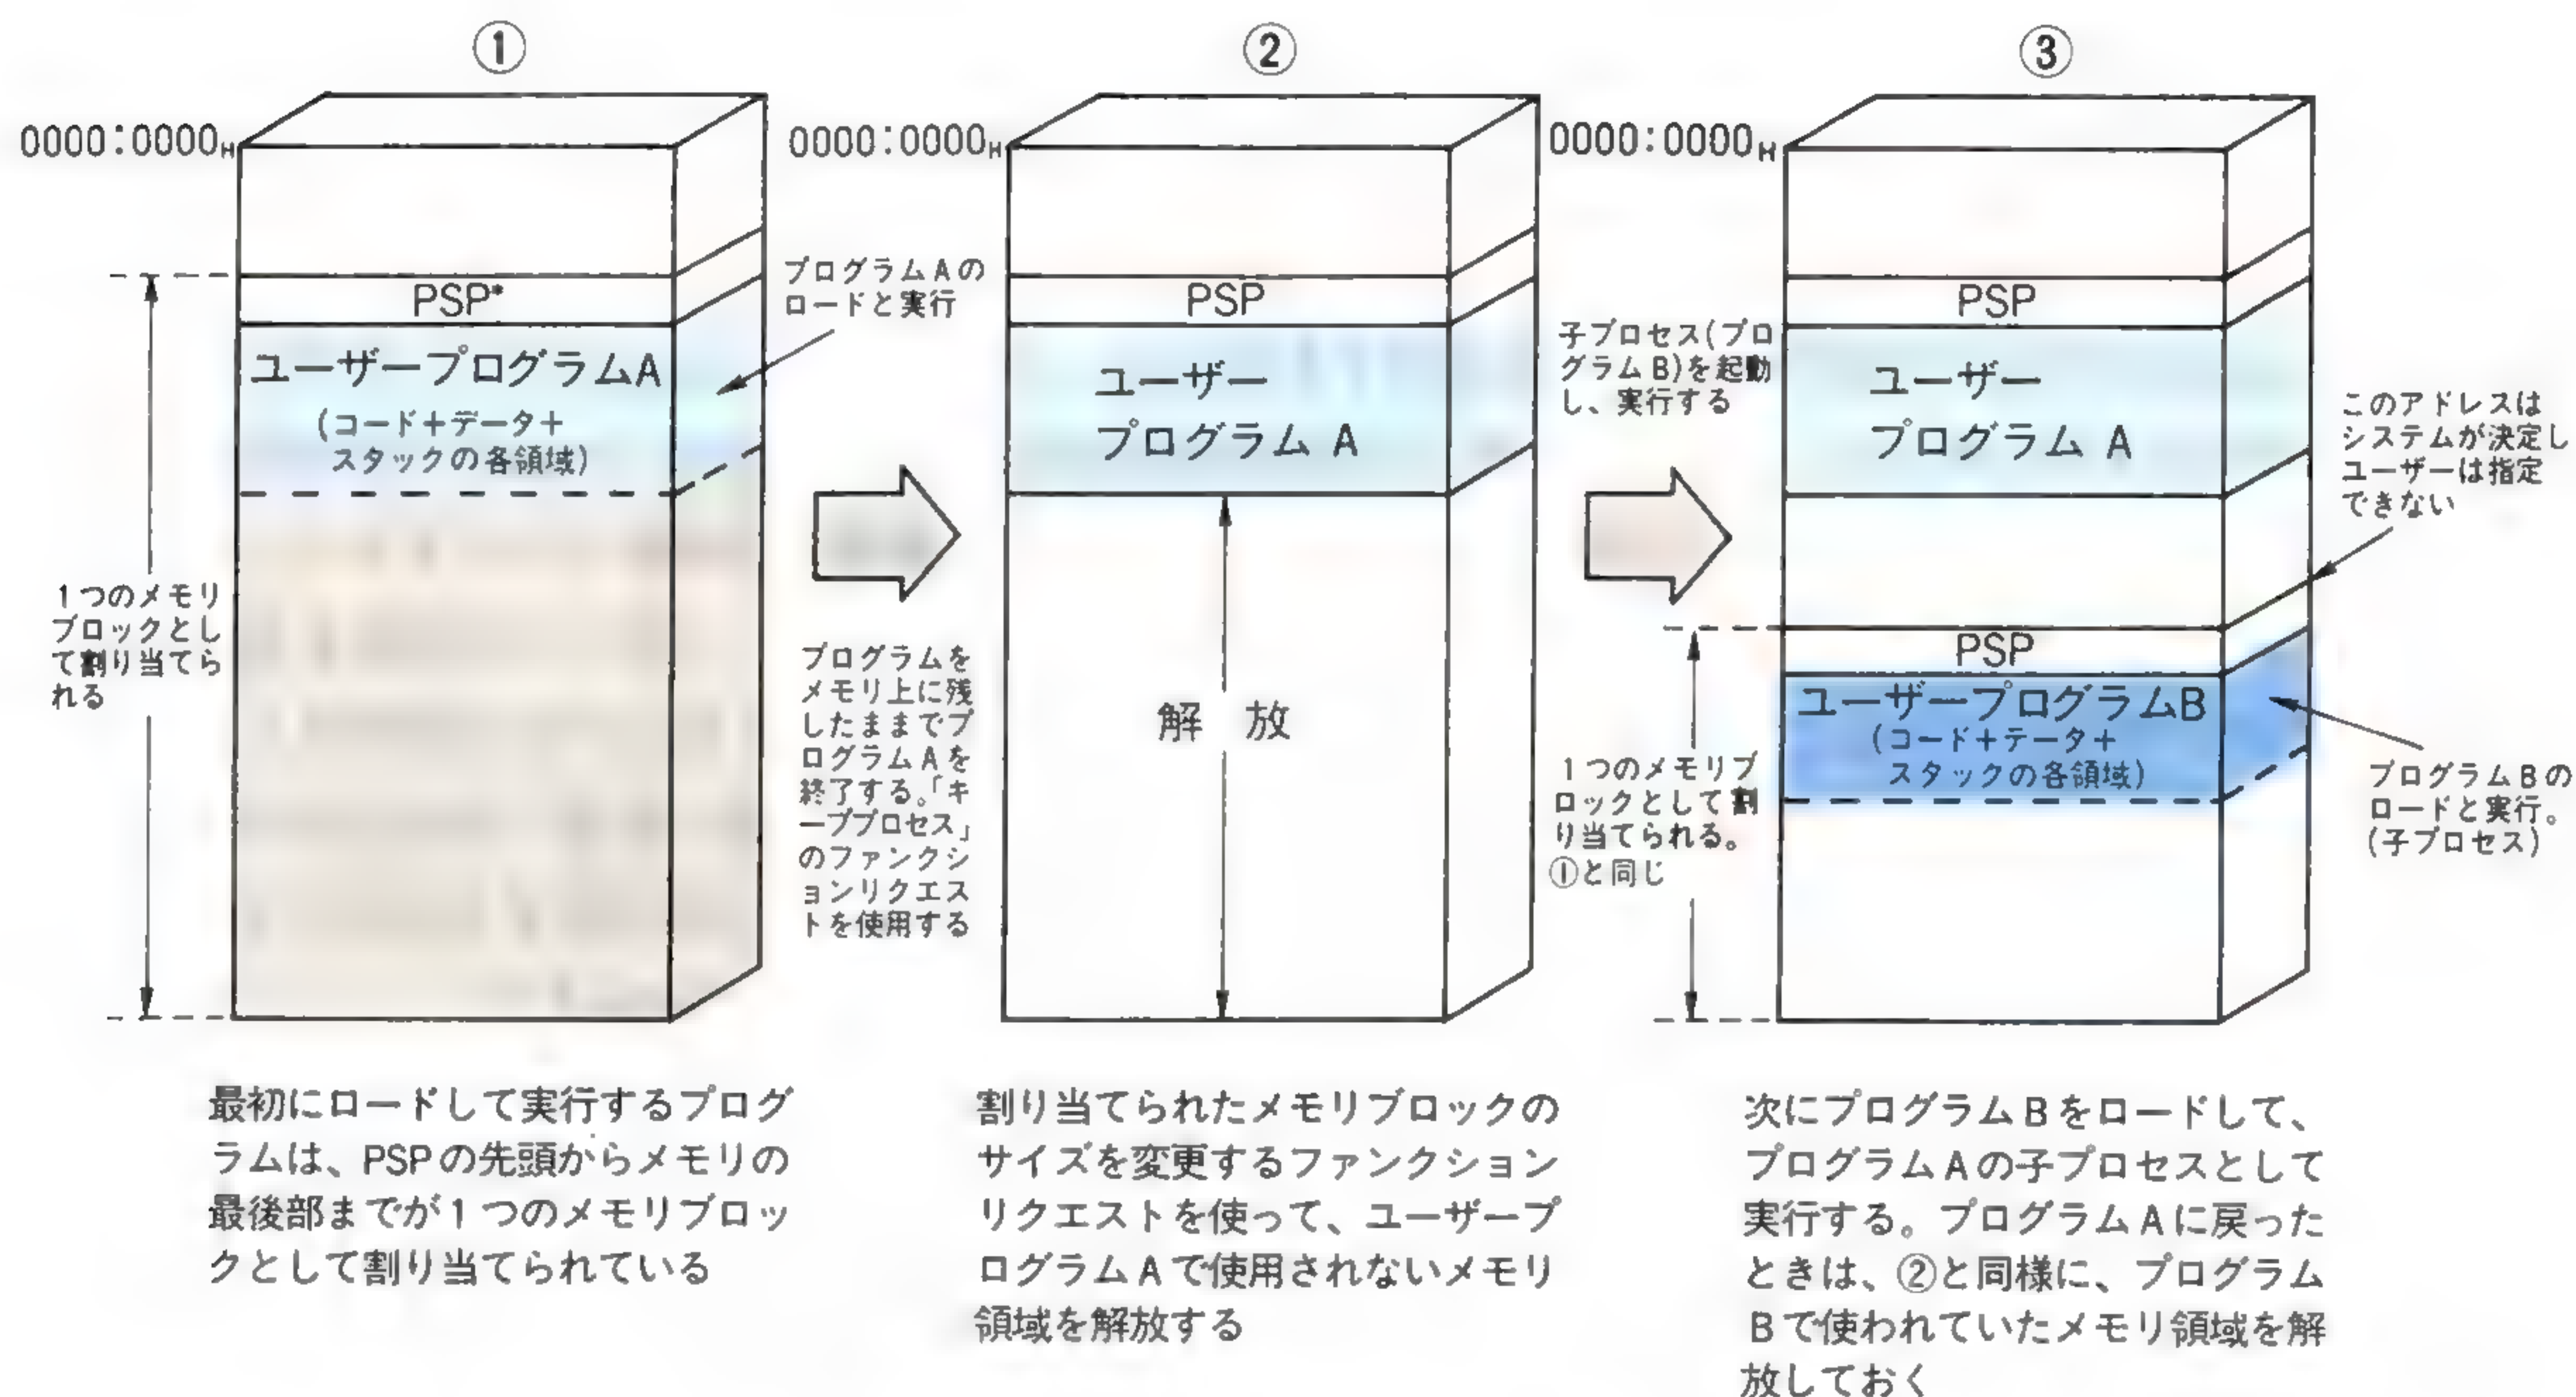 ①
0000:0000H
PSP*
ユーザープログラムA
(コード+データ+
スタックの各領域)
プログラムAの
ロードと実行
1つのメモリ
ブロックとし
て割り当てら
れる
最初にロードして実行するプログ
ラムは、PSPの先頭からメモリの
最後部までが1つのメモリブロッ
クとして割り当てられている
プログラムを
メモリ上に残
したままでプ
ログラムAを
終了する。「キ
ーププロセス」
のファンクシ
ョンリクエス
トを使用する
②
0000:0000H
PSP
ユーザー
プログラム A
解 放
割り当てられたメモリブロックの
サイズを変更するファンクション
リクエストを使って、ユーザープ
ログラムAで使用されないメモリ
領域を解放する
子プロセス(プロ
グラムB)を起動
し、実行する
③
0000:0000H
PSP
ユーザー
プログラム A
このアドレスは
システムが決定し
ユーザーは指定
できない
PSP
ユーザープログラムB
(コード+データ+
スタックの各領域)
1つのメモリブ
ロックとして割
り当てられる。
①と同じ
プログラムBの
ロードと実行。
(子プロセス)
次にプログラムBをロードして、
プログラムAの子プロセスとして
実行する。プログラムAに戻った
ときは、②と同様に、プログラム
Bで使われていたメモリ領域を解
放しておく